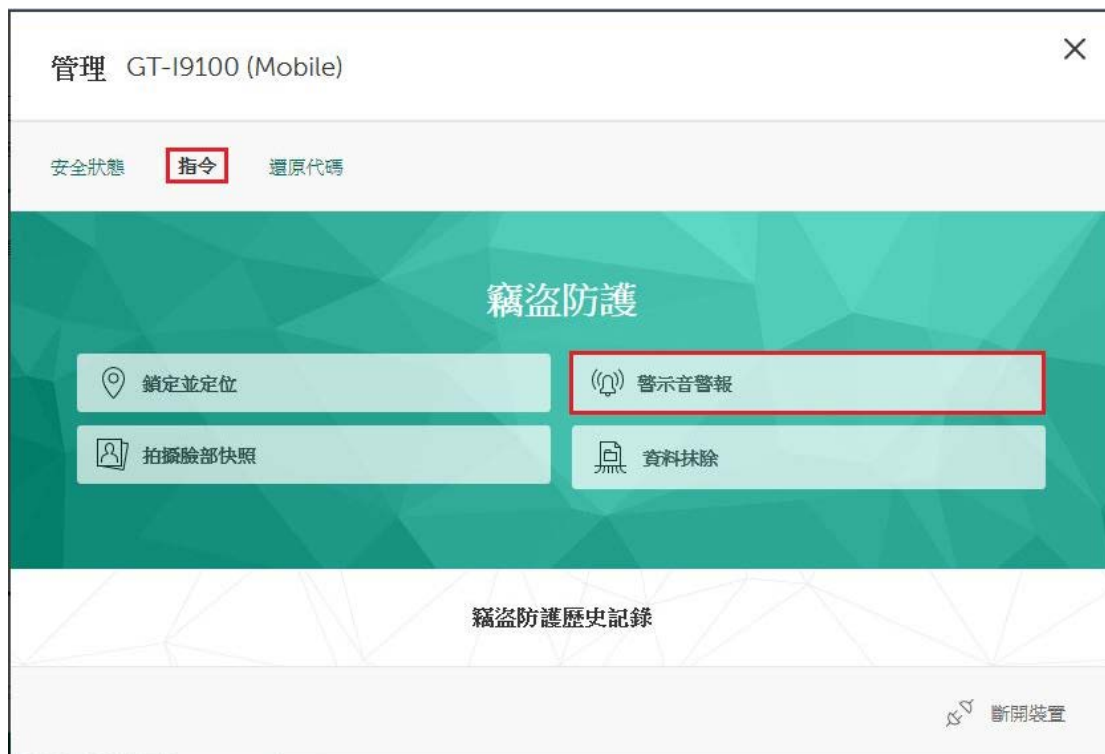 管理 GT-I9100 (Mobile)
安全狀態 指令 還原代碼
竊盜防護
鎖定並定位 警示音警報
拍攝臉部快照 資料抹除
竊盜防護歷史記錄
斷開裝置